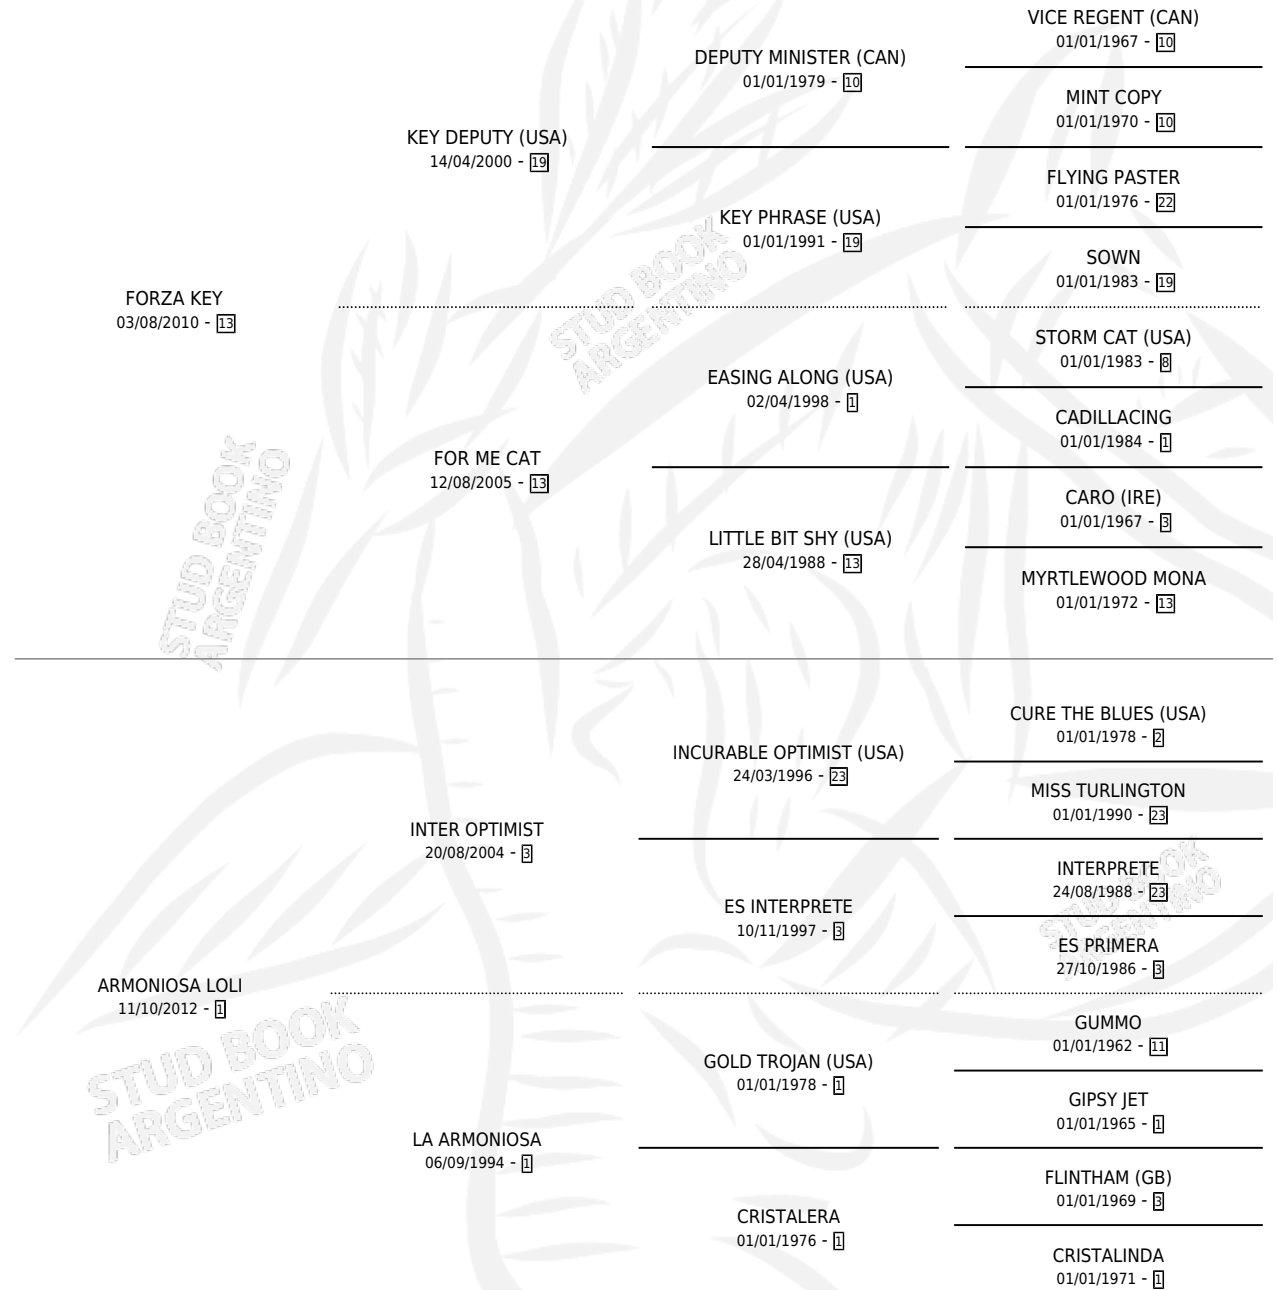 VICE REGENT (CAN)
01/01/1967 - 10
DEPUTY MINISTER (CAN)
01/01/1979 - 10
MINT COPY
01/01/1970 - 10
KEY DEPUTY (USA)
14/04/2000 - 19
FLYING PASTER
01/01/1976 - 22
KEY PHRASE (USA)
01/01/1991 - 19
SOWN
01/01/1983 - 19
FORZA KEY
03/08/2010 - 13
STORM CAT (USA)
01/01/1983 - 8
EASING ALONG (USA)
02/04/1998 - 1
CADILLACING
01/01/1984 - 1
FOR ME CAT
12/08/2005 - 13
CARO (IRE)
01/01/1967 - 3
LITTLE BIT SHY (USA)
28/04/1988 - 13
MYRTLEWOOD MONA
01/01/1972 - 13
CURE THE BLUES (USA)
01/01/1978 - 2
INCURABLE OPTIMIST (USA)
24/03/1996 - 23
MISS TURLINGTON
01/01/1990 - 23
INTER OPTIMIST
20/08/2004 - 3
INTERPRETE
24/08/1988 - 23
ES INTERPRETE
10/11/1997 - 3
ES PRIMERA
27/10/1986 - 3
ARMONIOSA LOLI
11/10/2012 - 1
GUMMO
01/01/1962 - 11
GOLD TROJAN (USA)
01/01/1978 - 1
GIPSY JET
01/01/1965 - 1
LA ARMONIOSA
06/09/1994 - 1
FLINTHAM (GB)
01/01/1969 - 3
CRISTALERA
01/01/1976 - 1
CRISTALINDA
01/01/1971 - 1
STUD BOOK
ARGENTINO
STUD BOOK
ARGENTINO
STUD BOOK
ARGENTINO
STUD BOOK
ARGENTINO